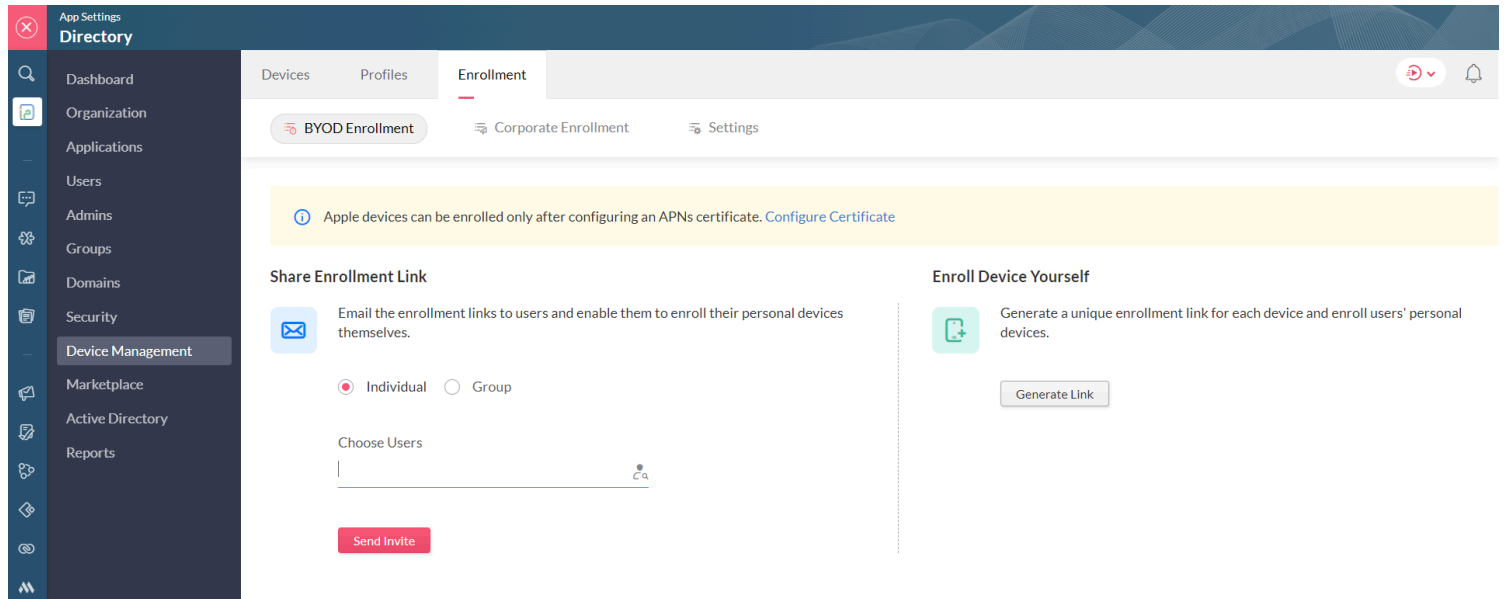 App Settings
Directory
Dashboard
Organization
Applications
Users
Admins
Groups
Domains
Security
Device Management
Marketplace
Active Directory
Reports
Devices Profiles Enrollment
BYOD Enrollment Corporate Enrollment Settings
Apple devices can be enrolled only after configuring an APNs certificate. Configure Certificate
Share Enrollment Link
Email the enrollment links to users and enable them to enroll their personal devices
themselves.
Individual Group
Choose Users
Send Invite
Enroll Device Yourself
Generate a unique enrollment link for each device and enroll users' personal
devices.
Generate Link